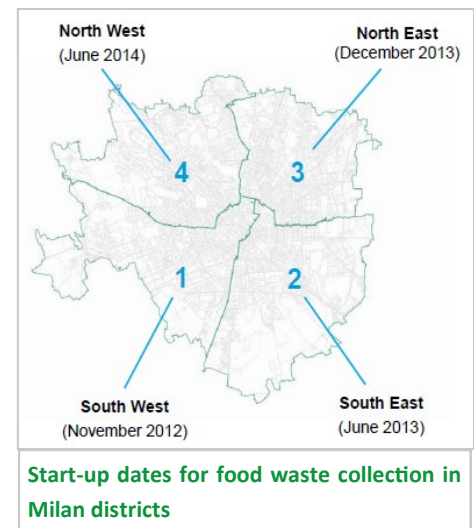 North West
(June 2014)
North East
(December 2013)
4
3
1
2
South West
(November 2012)
South East
(June 2013)
Start-up dates for food waste collection in
Milan districts